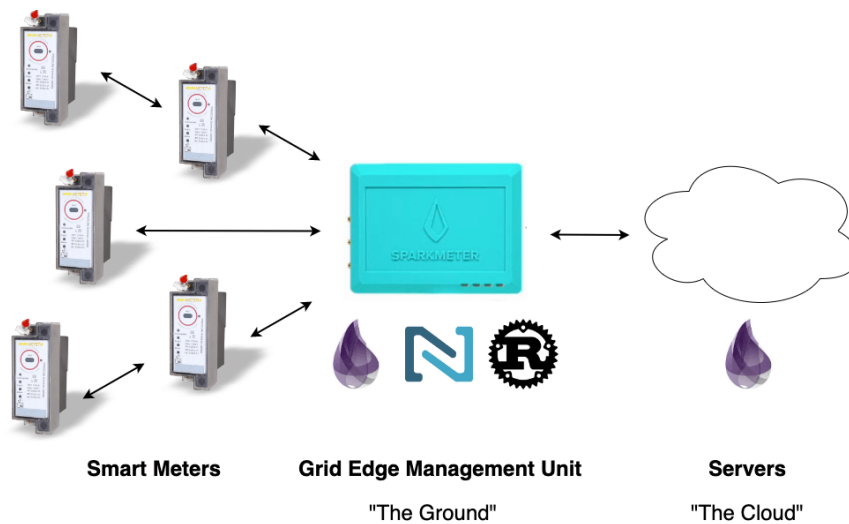 SPARKMETER
R
Smart Meters
Grid Edge Management Unit
Servers
"The Ground"
"The Cloud"